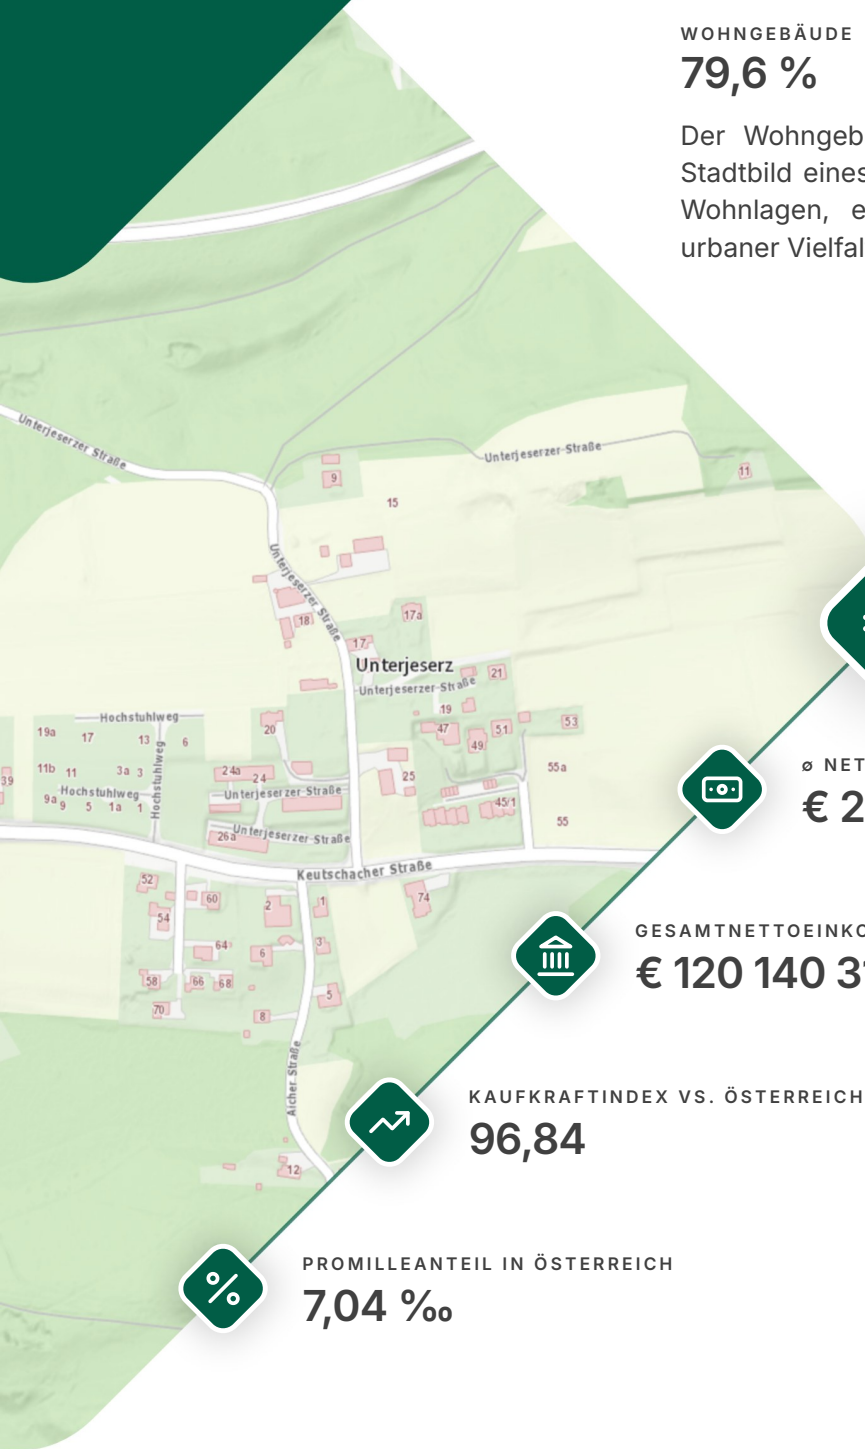 WOHNGEBÄUDE
79,6 %
Der Wohngeb
Stadtbild eines
Wohnlagen, e
urbaner Vielfal
Unterjeserzer Straße
Unterjeserzer Straße
11
9
15
Unterjeserzer Straße
17a
18
17
Unterjeserz
21
Unterjeserzer Straße
19
Hochstuhlweg
53
20
47
51
19a
17
13
6
49
Hochstuhlweg
55a
11b
11
3a
3
24a
24
25
39
Hochstuhlweg
Unterjeserzer Straße
9a
9
5
1a
1
45/1
55
26a
Unterjeserzer Straße
Keutschacher Straße
ø NET
€ 2
52
60
2
1
74
54
64
3
6
GESAMTNETTOEINKO
€ 120 140 31
58
66
68
5
70
8
Aicher Straße
KAUFKRAFTINDEX VS. ÖSTERREICH
96,84
12
PROMILLEANTEIL IN ÖSTERREICH
7,04 ‰